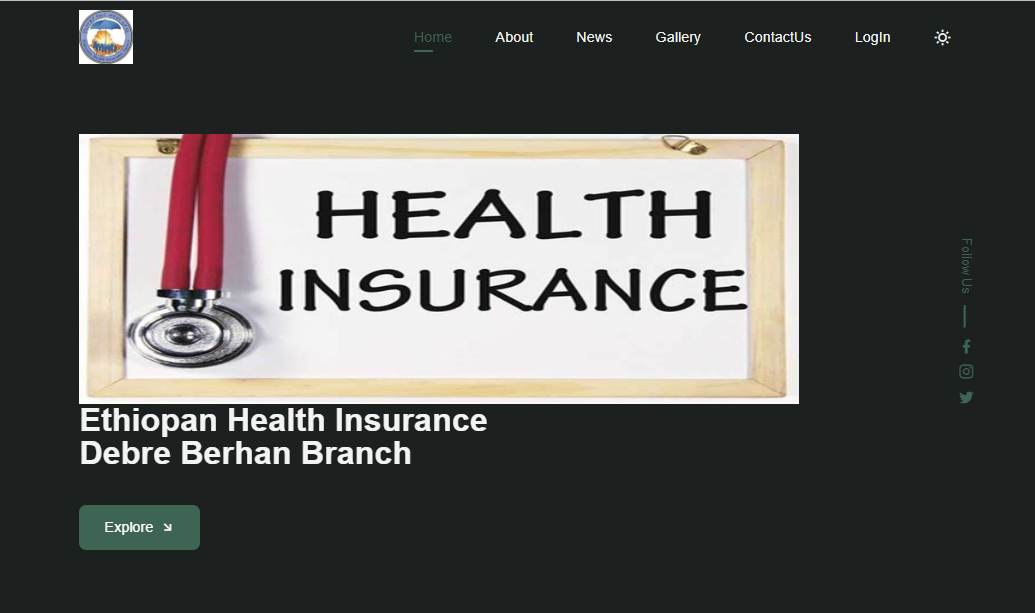 Home About News Gallery ContactUs LogIn
HEALTH
INSURANCE
Ethiopan Health Insurance
Debre Berhan Branch
Explore
Follow Us